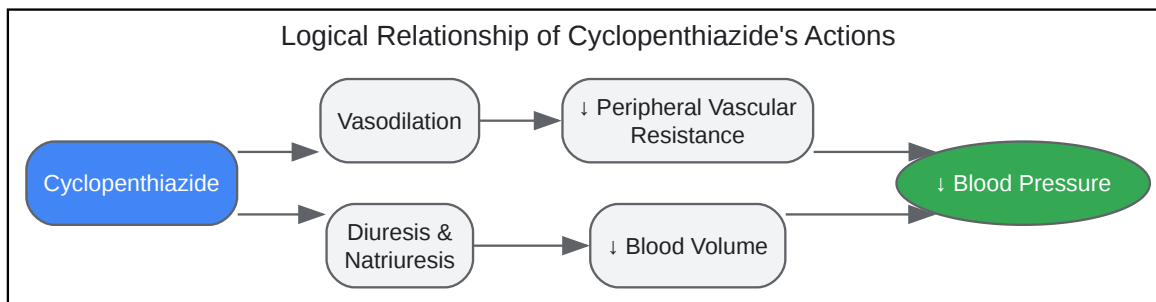 Logical Relationship of Cyclopenthiazide's Actions
Cyclopenthiazide
Vasodilation
↓ Peripheral Vascular
Resistance
Diuresis &
Natriuresis
↓ Blood Volume
↓ Blood Pressure